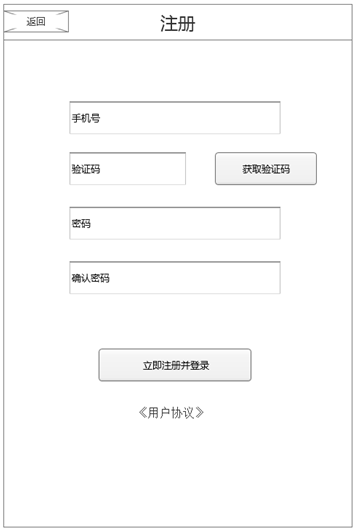 返回
注册
手机号
验证码
获取验证码
密码
确认密码
立即注册并登录
《用户协议》